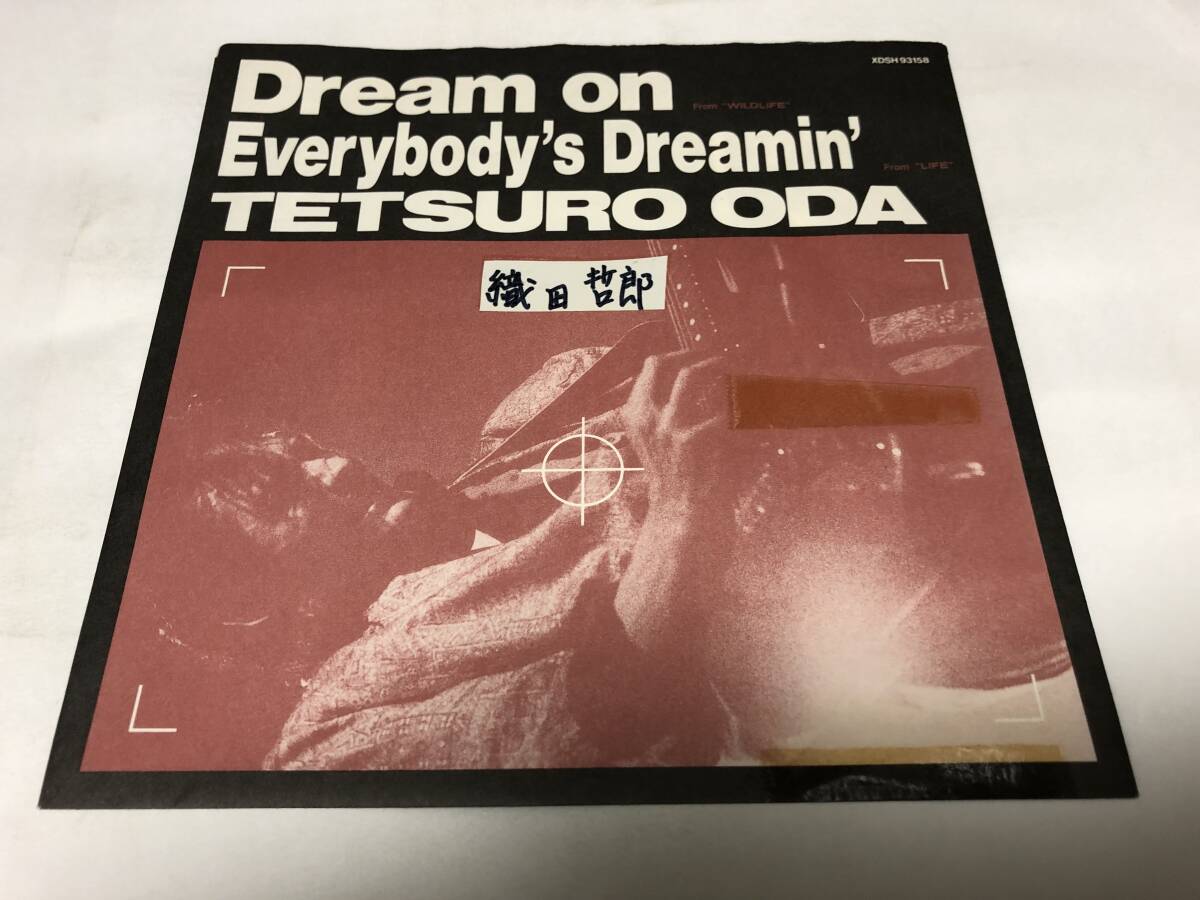 XDSH 93158
Dream on
From "WILDLIFE"
Everybody's Dreamin'
From "LIFE"
TETSURO ODA
織田哲郎